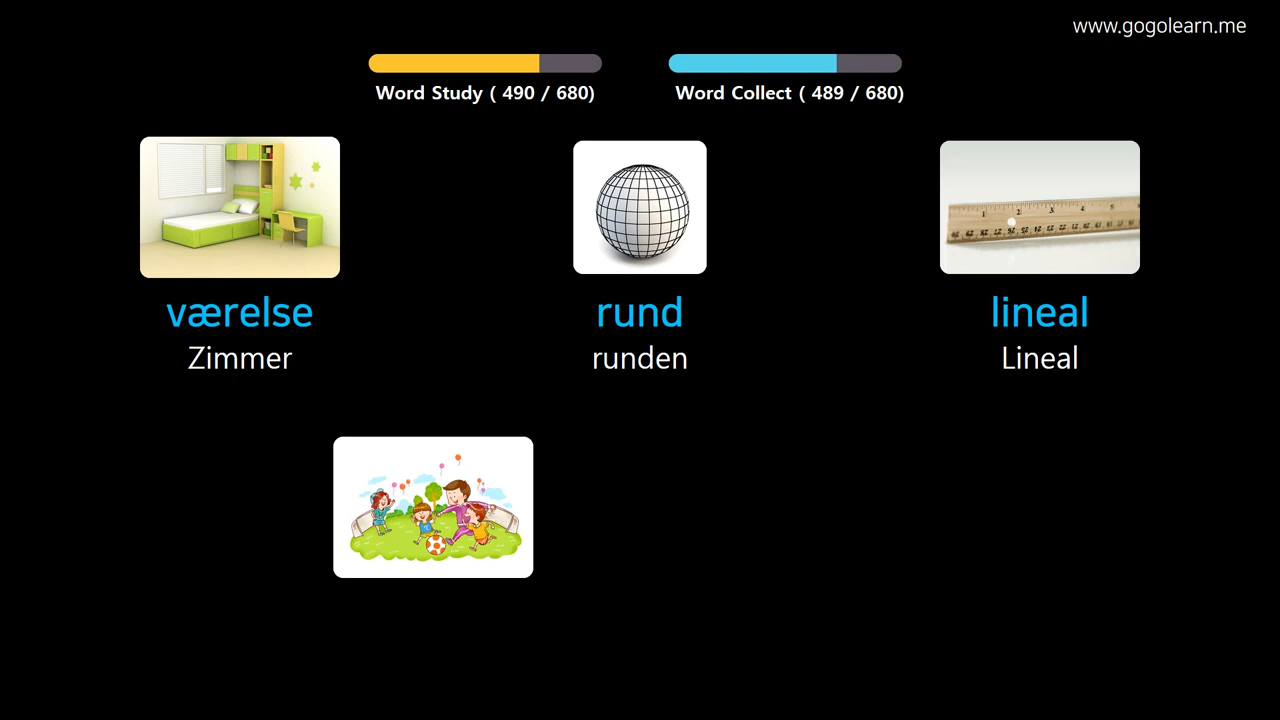 www.gogolearn.me
Word Study ( 490 / 680)
Word Collect ( 489 / 680)
værelse
Zimmer
rund
runden
lineal
Lineal